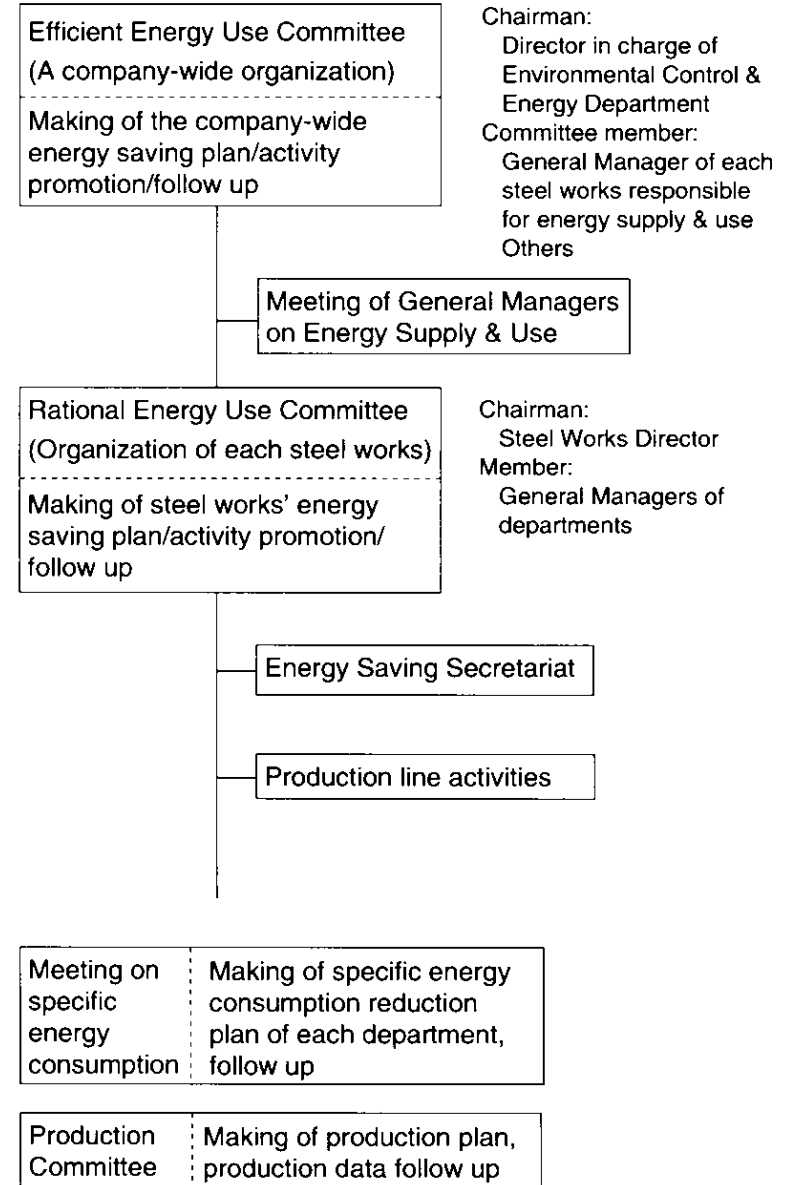 Efficient Energy Use Committee
(A company-wide organization)
Making of the company-wide
energy saving plan/activity
promotion/follow up
Chairman:
Director in charge of
Environmental Control &
Energy Department
Committee member:
General Manager of each
steel works responsible
for energy supply & use
Others
Meeting of General Managers
on Energy Supply & Use
Rational Energy Use Committee
(Organization of each steel works)
Making of steel works' energy
saving plan/activity promotion/
follow up
Chairman:
Steel Works Director
Member:
General Managers of
departments
Energy Saving Secretariat
Production line activities
Meeting on
specific
energy
consumption
Making of specific energy
consumption reduction
plan of each department,
follow up
Production
Committee
Making of production plan,
production data follow up